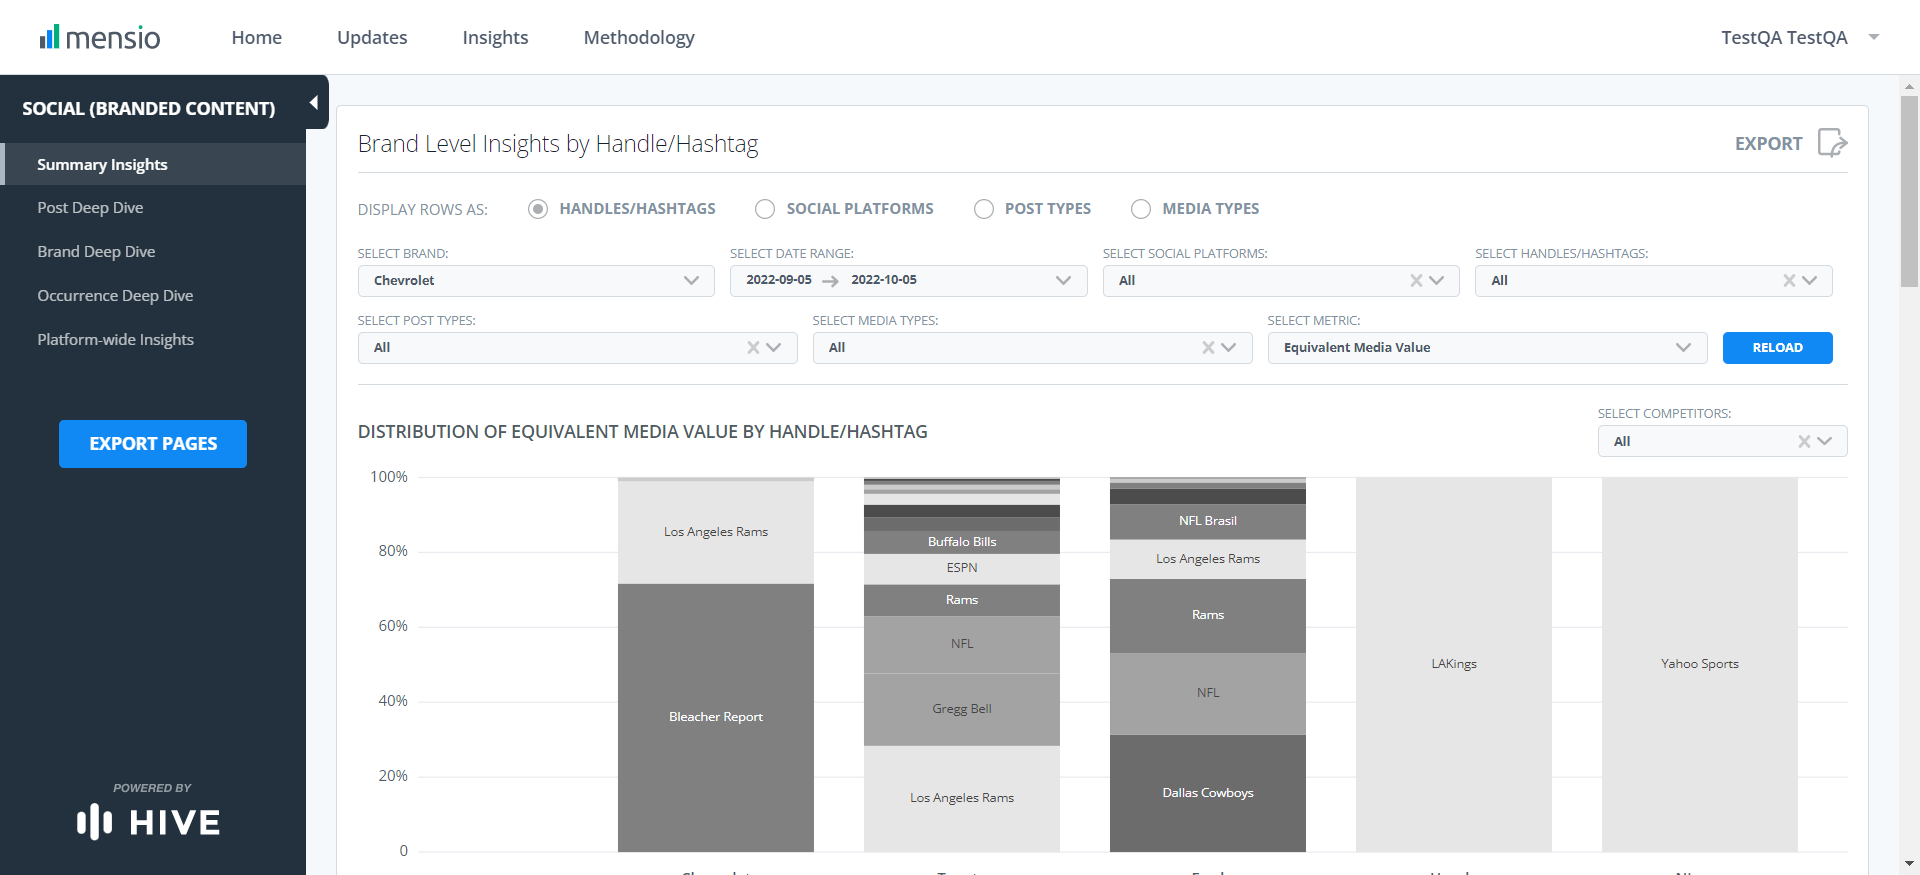 mensio
Home
Updates
Insights
Methodology
TestQA TestQA
SOCIAL (BRANDED CONTENT)
Summary Insights
Post Deep Dive
Brand Deep Dive
Occurrence Deep Dive
Platform-wide Insights
EXPORT PAGES
POWERED BY
HIVE
Brand Level Insights by Handle/Hashtag
EXPORT
DISPLAY ROWS AS:
HANDLES/HASHTAGS
SOCIAL PLATFORMS
POST TYPES
MEDIA TYPES
SELECT BRAND:
Chevrolet
SELECT DATE RANGE:
2022-09-05 → 2022-10-05
SELECT SOCIAL PLATFORMS:
All
SELECT HANDLES/HASHTAGS:
All
SELECT POST TYPES:
All
SELECT MEDIA TYPES:
All
SELECT METRIC:
Equivalent Media Value
RELOAD
DISTRIBUTION OF EQUIVALENT MEDIA VALUE BY HANDLE/HASHTAG
SELECT COMPETITORS:
All
100%
80%
60%
40%
20%
0
Los Angeles Rams
Bleacher Report
Buffalo Bills
ESPN
Rams
NFL
Gregg Bell
Los Angeles Rams
NFL Brasil
Los Angeles Rams
Rams
NFL
Dallas Cowboys
LAKings
Yahoo Sports